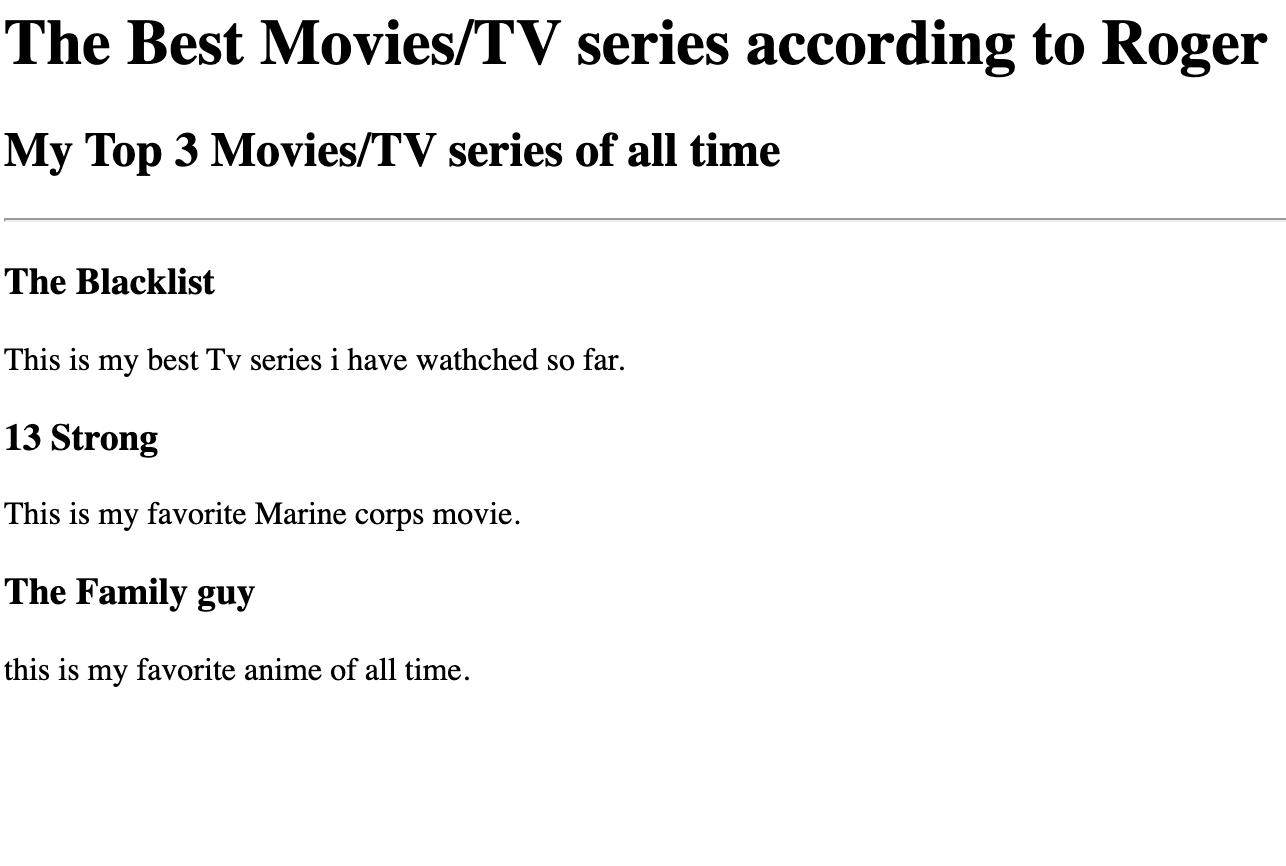 The Best Movies/TV series according to Roger
My Top 3 Movies/TV series of all time
The Blacklist
This is my best Tv series i have wathched so far.
13 Strong
This is my favorite Marine corps movie.
The Family guy
this is my favorite anime of all time.